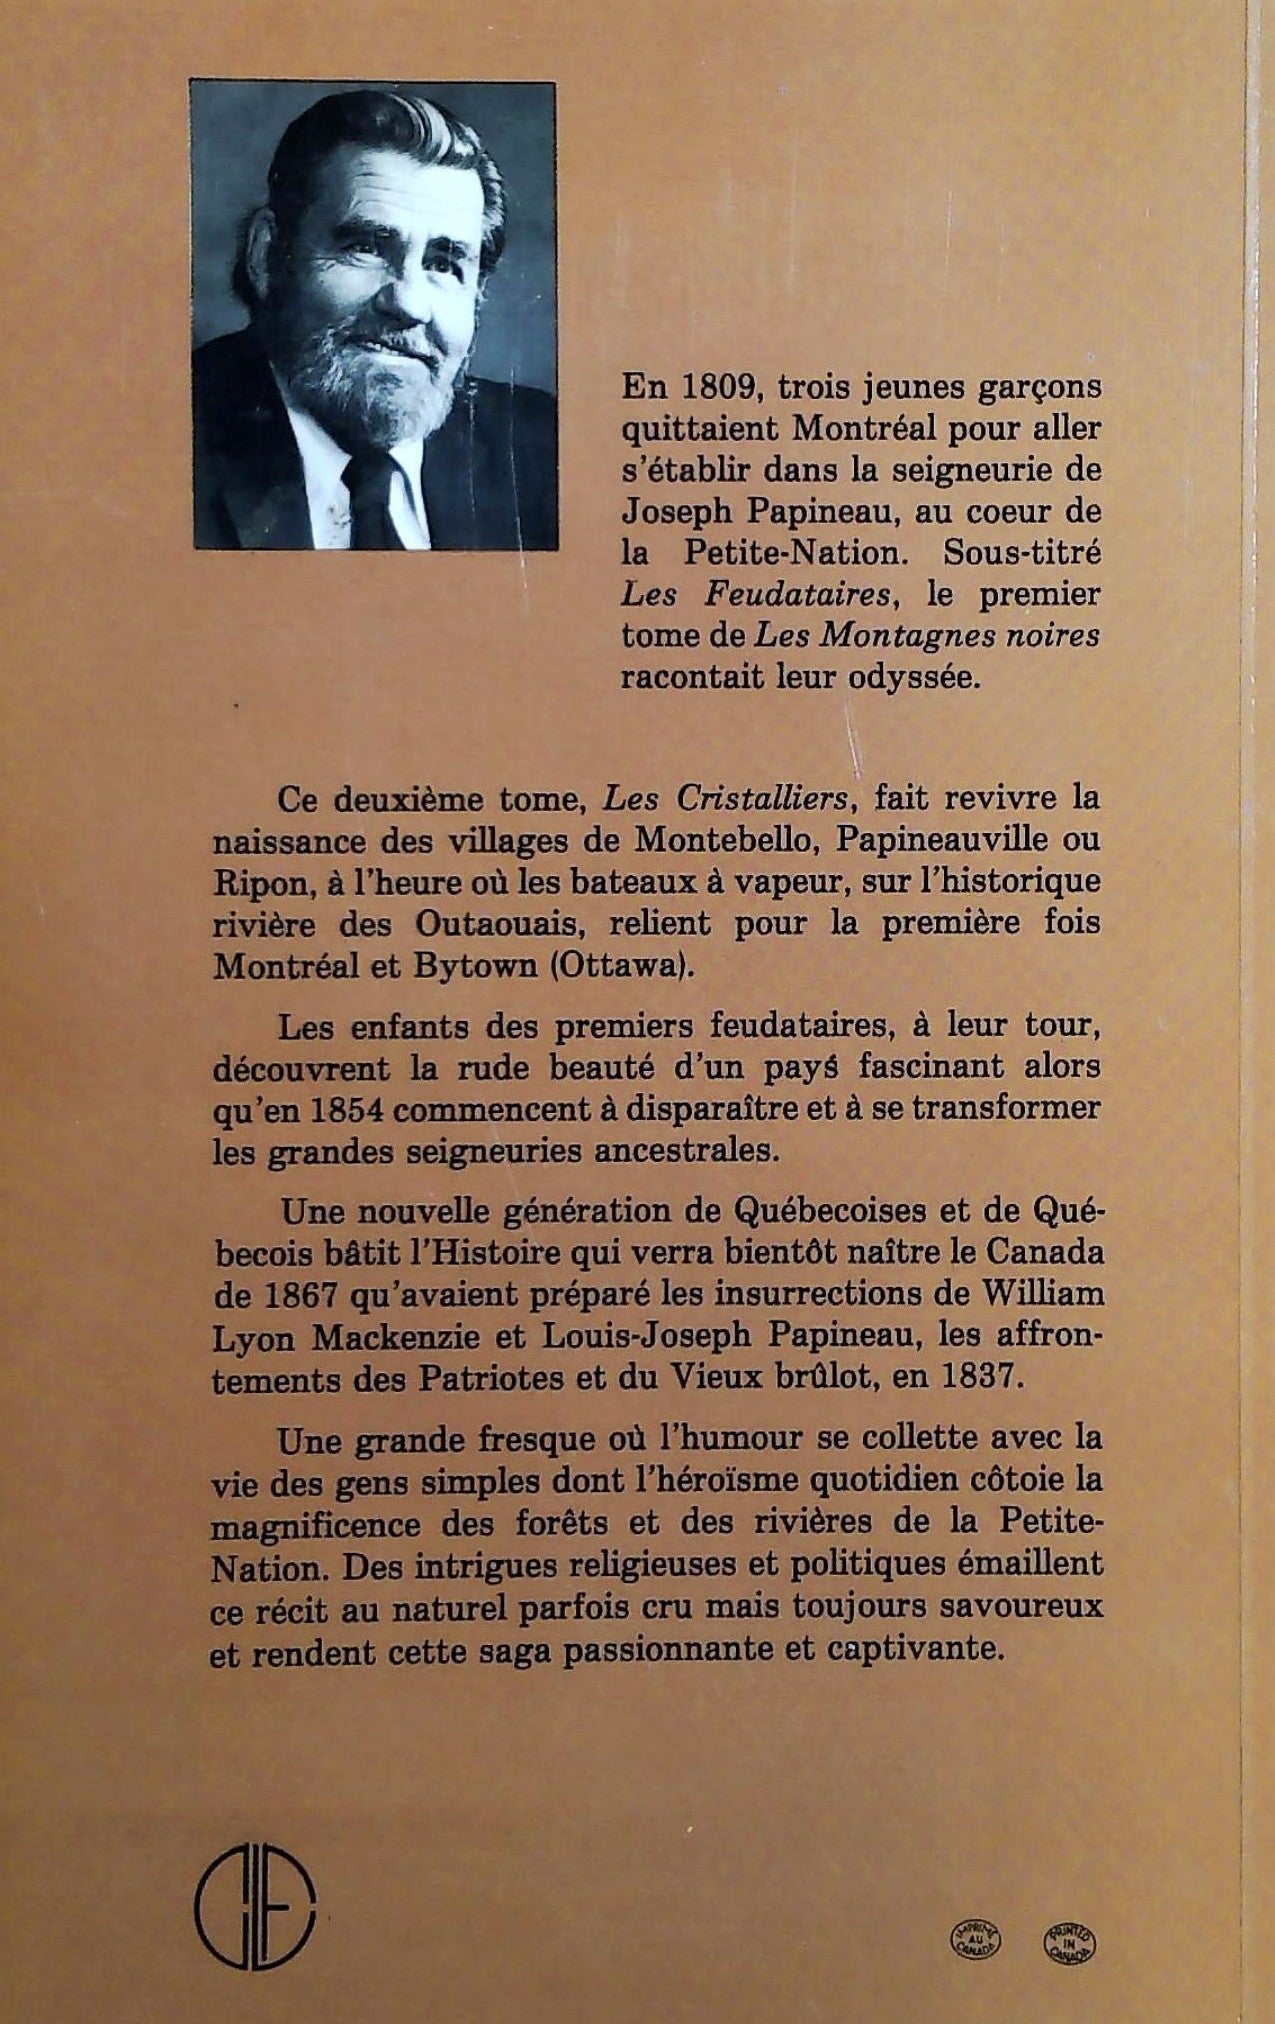 En 1809, trois jeunes garçons
quittaient Montréal pour aller
s'établir dans la seigneurie de
Joseph Papineau, au coeur de
la Petite-Nation. Sous-titré
Les Feudataires, le premier
tome de Les Montagnes noires
racontait leur odyssée.
Ce deuxième tome, Les Cristalliers, fait revivre la
naissance des villages de Montebello, Papineauville ou
Ripon, à l'heure où les bateaux à vapeur, sur l'historique
rivière des Outaouais, relient pour la première fois
Montréal et Bytown (Ottawa).
Les enfants des premiers feudataires, à leur tour,
découvrent la rude beauté d'un pays fascinant alors
qu'en 1854 commencent à disparaître et à se transformer
les grandes seigneuries ancestrales.
Une nouvelle génération de Québecoises et de Qué-
becois bâtit l'Histoire qui verra bientôt naître le Canada
de 1867 qu'avaient préparé les insurrections de William
Lyon Mackenzie et Louis-Joseph Papineau, les affron-
tements des Patriotes et du Vieux brûlot, en 1837.
Une grande fresque où l'humour se collette avec la
vie des gens simples dont l'héroïsme quotidien côtoie la
magnificence des forêts et des rivières de la Petite-
Nation. Des intrigues religieuses et politiques émaillent
ce récit au naturel parfois cru mais toujours savoureux
et rendent cette saga passionnante et captivante.
IMPRIMÉ
AU
CANADA
PRINTED
IN
CANADA